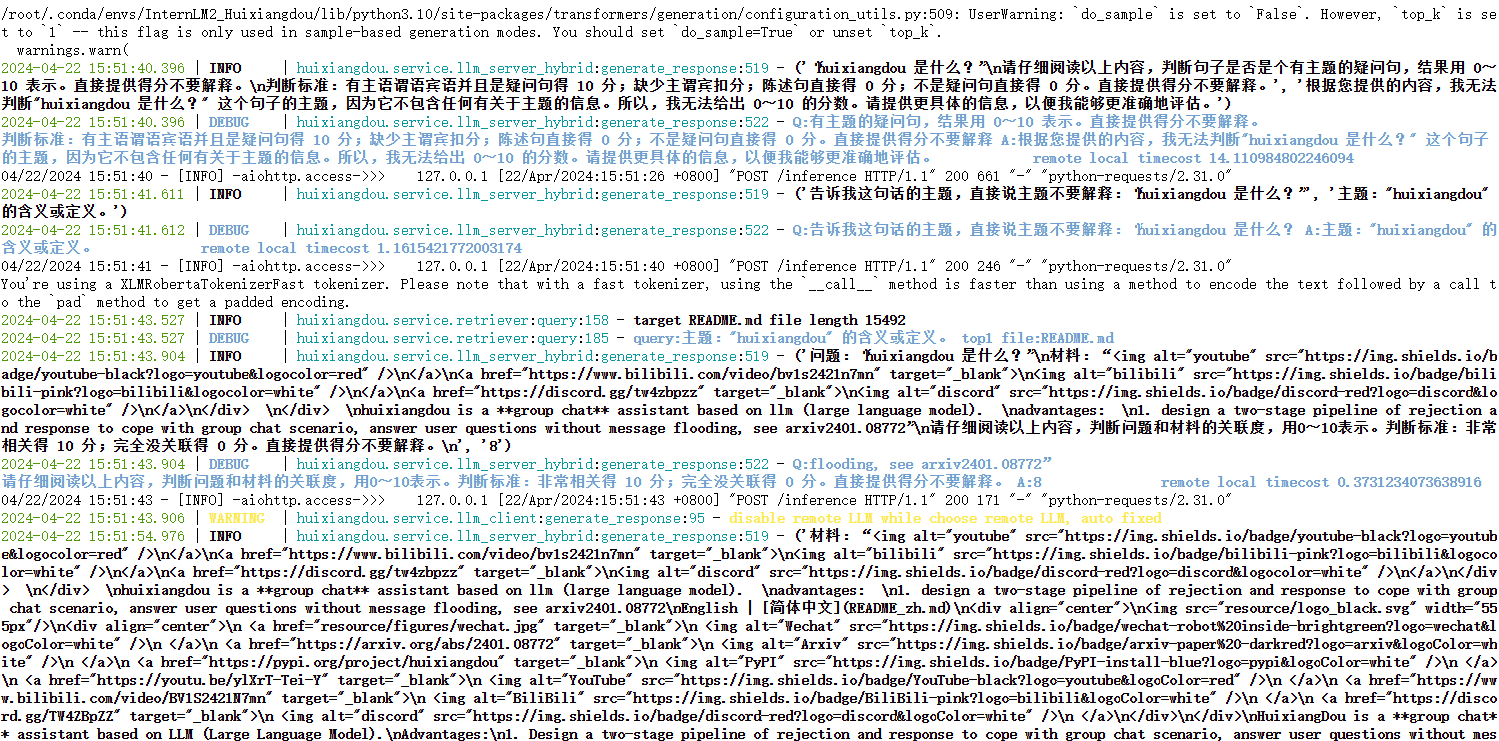 /root/.conda/envs/InternLM2_Huixiangdou/lib/python3.10/site-packages/transformers/generation/configuration_utils.py:509: UserWarning: `do_sample` is set to `False`. However, `top_k` is se
t to `1` -- this flag is only used in sample-based generation modes. You should set `do_sample=True` or unset `top_k`.
  warnings.warn(
2024-04-22 15:51:40.396 | INFO     | huixiangdou.service.llm_server_hybrid:generate_response:519 - ('“huixiangdou 是什么？”\n请仔细阅读以上内容，判断句子是否是个有主题的疑问句，结果用 0～
10 表示。直接提供得分不要解释。\n判断标准：有主语谓语宾语并且是疑问句得 10 分；缺少主谓宾扣分；陈述句直接得 0 分；不是疑问句直接得 0 分。直接提供得分不要解释。', '根据您提供的内容，我无法
判断"huixiangdou 是什么？" 这个句子的主题，因为它不包含任何有关于主题的信息。所以，我无法给出 0～10 的分数。请提供更具体的信息，以便我能够更准确地评估。')
2024-04-22 15:51:40.396 | DEBUG    | huixiangdou.service.llm_server_hybrid:generate_response:522 - Q:有主题的疑问句，结果用 0～10 表示。直接提供得分不要解释。
判断标准：有主语谓语宾语并且是疑问句得 10 分；缺少主谓宾扣分；陈述句直接得 0 分；不是疑问句直接得 0 分。直接提供得分不要解释 A:根据您提供的内容，我无法判断"huixiangdou 是什么？" 这个句子
的主题，因为它不包含任何有关于主题的信息。所以，我无法给出 0～10 的分数。请提供更具体的信息，以便我能够更准确地评估。 remote local timecost 14.110984802246094
04/22/2024 15:51:40 - [INFO] -aiohttp.access->>>    127.0.0.1 [22/Apr/2024:15:51:26 +0800] "POST /inference HTTP/1.1" 200 661 "-" "python-requests/2.31.0"
2024-04-22 15:51:41.611 | INFO     | huixiangdou.service.llm_server_hybrid:generate_response:519 - ('告诉我这句话的主题，直接说主题不要解释：“huixiangdou 是什么？”', '主题："huixiangdou"
的含义或定义。')
2024-04-22 15:51:41.612 | DEBUG    | huixiangdou.service.llm_server_hybrid:generate_response:522 - Q:告诉我这句话的主题，直接说主题不要解释：“huixiangdou 是什么？ A:主题："huixiangdou" 的
含义或定义。 remote local timecost 1.1615421772003174
04/22/2024 15:51:41 - [INFO] -aiohttp.access->>>    127.0.0.1 [22/Apr/2024:15:51:40 +0800] "POST /inference HTTP/1.1" 200 246 "-" "python-requests/2.31.0"
You're using a XLMRobertaTokenizerFast tokenizer. Please note that with a fast tokenizer, using the `__call__` method is faster than using a method to encode the text followed by a call t
o the `pad` method to get a padded encoding.
2024-04-22 15:51:43.527 | INFO     | huixiangdou.service.retriever:query:158 - target README.md file length 15492
2024-04-22 15:51:43.527 | DEBUG    | huixiangdou.service.retriever:query:185 - query:主题："huixiangdou" 的含义或定义。 top1 file:README.md
2024-04-22 15:51:43.904 | INFO     | huixiangdou.service.llm_server_hybrid:generate_response:519 - ('问题：“huixiangdou 是什么？”\n材料：“<img alt="youtube" src="https://img.shields.io/b
adge/youtube-black?logo=youtube&logocolor=red" />\n</a>\n<a href="https://www.bilibili.com/video/bv1s2421n7mn" target="_blank">\n<img alt="bilibili" src="https://img.shields.io/badge/bili
bili-pink?logo=bilibili&logocolor=white" />\n</a>\n<a href="https://discord.gg/tw4zbpzz" target="_blank">\n<img alt="discord" src="https://img.shields.io/badge/discord-red?logo=discord&lo
gocolor=white" />\n</a>\n</div>  \n</div>  \nhuixiangdou is a **group chat** assistant based on llm (large language model).  \nadvantages:  \n1. design a two-stage pipeline of rejection a
nd response to cope with group chat scenario, answer user questions without message flooding, see arxiv2401.08772”\n请仔细阅读以上内容，判断问题和材料的关联度，用0～10表示。判断标准：非常
相关得 10 分；完全没关联得 0 分。直接提供得分不要解释。\n', '8')
2024-04-22 15:51:43.904 | DEBUG    | huixiangdou.service.llm_server_hybrid:generate_response:522 - Q:flooding, see arxiv2401.08772”
请仔细阅读以上内容，判断问题和材料的关联度，用0～10表示。判断标准：非常相关得 10 分；完全没关联得 0 分。直接提供得分不要解释。 A:8 remote local timecost 0.3731234073638916
04/22/2024 15:51:43 - [INFO] -aiohttp.access->>>    127.0.0.1 [22/Apr/2024:15:51:43 +0800] "POST /inference HTTP/1.1" 200 171 "-" "python-requests/2.31.0"
2024-04-22 15:51:43.906 | WARNING  | huixiangdou.service.llm_client:generate_response:95 - disable remote LLM while choose remote LLM, auto fixed
2024-04-22 15:51:54.976 | INFO     | huixiangdou.service.llm_server_hybrid:generate_response:519 - ('材料：“<img alt="youtube" src="https://img.shields.io/badge/youtube-black?logo=youtub
e&logocolor=red" />\n</a>\n<a href="https://www.bilibili.com/video/bv1s2421n7mn" target="_blank">\n<img alt="bilibili" src="https://img.shields.io/badge/bilibili-pink?logo=bilibili&logoco
lor=white" />\n</a>\n<a href="https://discord.gg/tw4zbpzz" target="_blank">\n<img alt="discord" src="https://img.shields.io/badge/discord-red?logo=discord&logocolor=white" />\n</a>\n</div
>  \n</div>  \nhuixiangdou is a **group chat** assistant based on llm (large language model).  \nadvantages:  \n1. design a two-stage pipeline of rejection and response to cope with group
 chat scenario, answer user questions without message flooding, see arxiv2401.08772\nEnglish | [简体中文](README_zh.md)\n<div align="center">\n<img src="resource/logo_black.svg" width="55
5px"/>\n<div align="center">\n <a href="resource/figures/wechat.jpg" target="_blank">\n <img alt="Wechat" src="https://img.shields.io/badge/wechat-robot%20inside-brightgreen?logo=wechat&l
ogoColor=white" />\n </a>\n <a href="https://arxiv.org/abs/2401.08772" target="_blank">\n <img alt="Arxiv" src="https://img.shields.io/badge/arxiv-paper%20-darkred?logo=arxiv&logoColor=wh
ite" />\n </a>\n <a href="https://pypi.org/project/huixiangdou" target="_blank">\n <img alt="PyPI" src="https://img.shields.io/badge/PyPI-install-blue?logo=pypi&logoColor=white" />\n </a>
\n <a href="https://youtu.be/ylXrT-Tei-Y" target="_blank">\n <img alt="YouTube" src="https://img.shields.io/badge/YouTube-black?logo=youtube&logoColor=red" />\n </a>\n <a href="https://ww
w.bilibili.com/video/BV1S2421N7mn" target="_blank">\n <img alt="BiliBili" src="https://img.shields.io/badge/BiliBili-pink?logo=bilibili&logoColor=white" />\n </a>\n <a href="https://disco
rd.gg/TW4ZBpZZ" target="_blank">\n <img alt="discord" src="https://img.shields.io/badge/discord-red?logo=discord&logoColor=white" />\n </a>\n</div>\n</div>\nHuixiangDou is a **group chat*
* assistant based on LLM (Large Language Model).\nAdvantages:\n1. Design a two-stage pipeline of rejection and response to cope with group chat scenario, answer user questions without mes